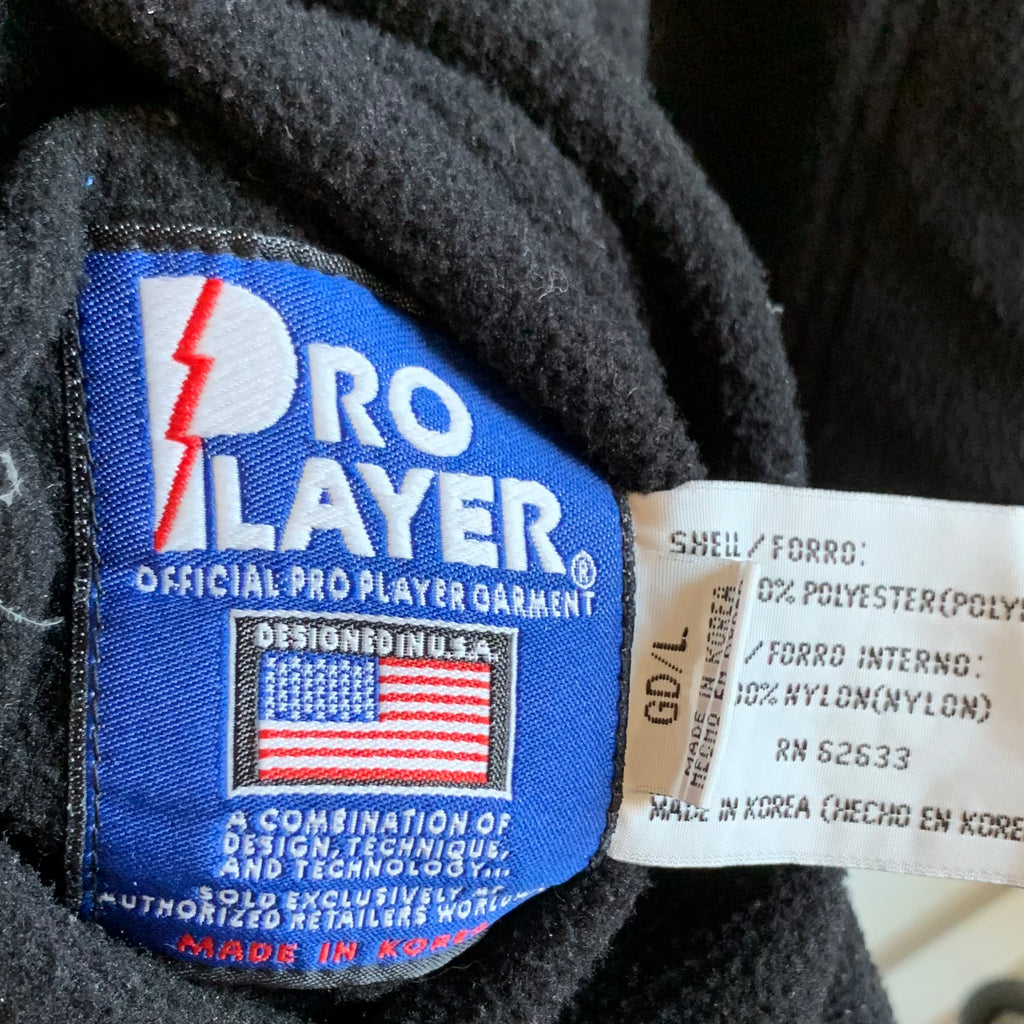 PRO
PLAYER®
OFFICIAL PRO PLAYER GARMENT
DESIGNED IN U.S.A.
A COMBINATION OF
DESIGN, TECHNIQUE,
AND TECHNOLOGY...
SOLD EXCLUSIVELY
AUTHORIZED RETAILERS
MADE IN KOREA
GD/L
MADE IN KOREA
HECHO EN
SHELL/FORRO:
0% POLYESTER(POLY
/FORRO INTERNO:
00% NYLON(NYLON)
RN 62633
MADE IN KOREA (HECHO EN KORE